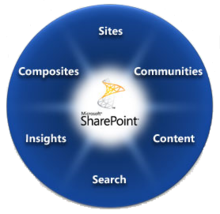 Sites
Composites
Communities
Microsoft®
SharePoint
Insights
Content
Search